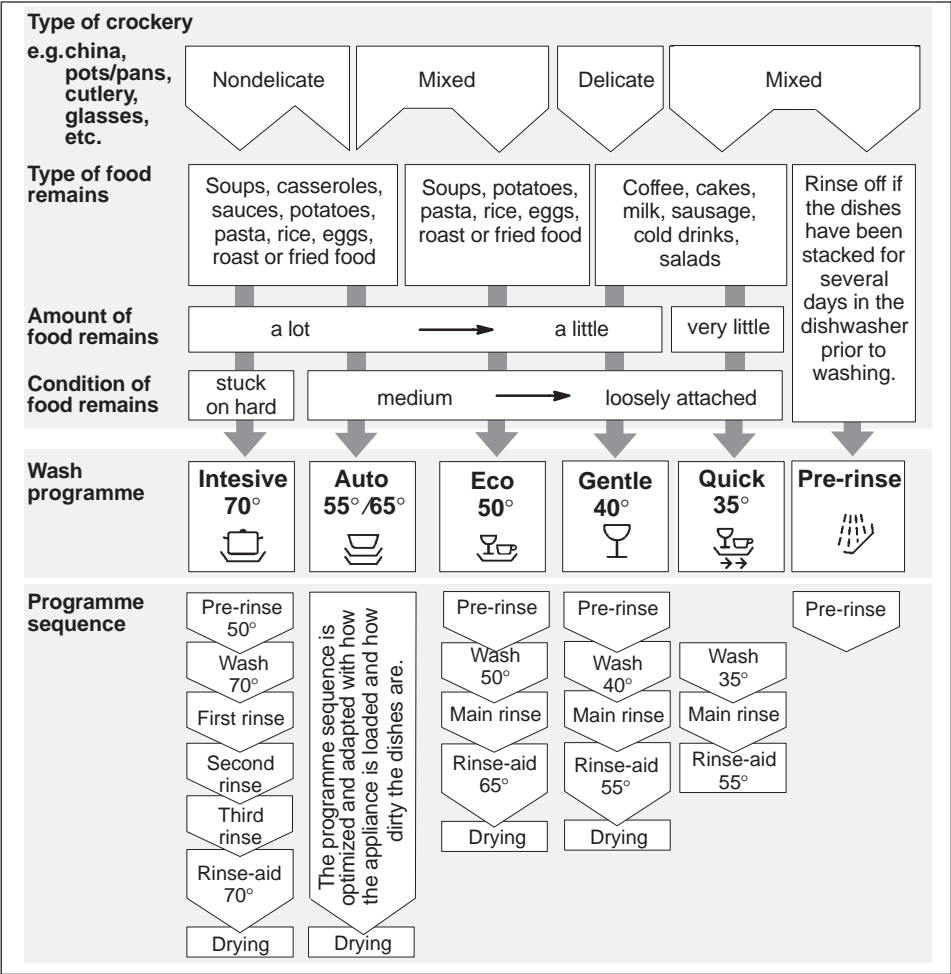 Type of crockery
e.g. china,
pots/pans,
cutlery,
glasses,
etc.
Nondelicate
Mixed
Delicate
Mixed
Type of food
remains
Soups, casseroles,
sauces, potatoes,
pasta, rice, eggs,
roast or fried food
Soups, potatoes,
pasta, rice, eggs,
roast or fried food
Coffee, cakes,
milk, sausage,
cold drinks,
salads
Rinse off if
the dishes
have been
stacked for
several
days in the
dishwasher
prior to
washing.
Amount of
food remains
a lot
a little
very little
Condition of
food remains
stuck
on hard
medium
loosely attached
Wash
programme
Intesive
70°
Auto
55°/65°
Eco
50°
Gentle
40°
Quick
35°
Pre-rinse
Programme
sequence
Pre-rinse
50°
Wash
70°
First rinse
Second
rinse
Third
rinse
Rinse-aid
70°
Drying
The programme sequence is
optimized and adapted with how
the appliance is loaded and how
dirty the dishes are.
Drying
Pre-rinse
Wash
50°
Main rinse
Rinse-aid
65°
Drying
Pre-rinse
Wash
40°
Main rinse
Rinse-aid
55°
Drying
Wash
35°
Main rinse
Rinse-aid
55°
Pre-rinse